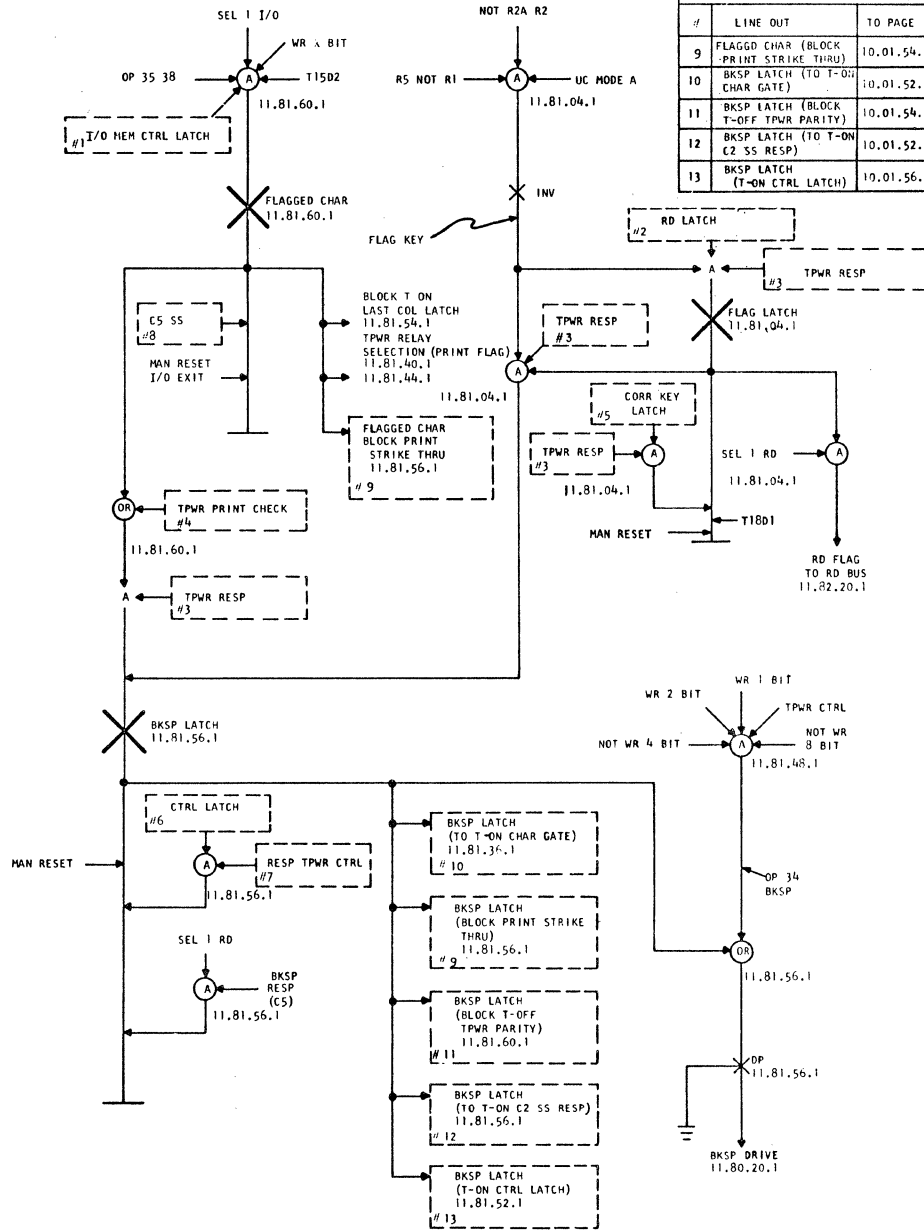 SEL 1 I/O
WR X BIT
OP 35 38
A
T15D2
11.81.60.1
I/O MEM CTRL LATCH
#1
FLAGGED CHAR
11.81.60.1
NOT R2A R2
R5 NOT R1
A
UC MODE A
11.81.04.1
INV
FLAG KEY
# LINE OUT TO PAGE
9 FLAGGD CHAR (BLOCK PRINT STRIKE THRU) 10.01.54.
10 BKSP LATCH (TO T-ON CHAR GATE) 10.01.52.
11 BKSP LATCH (BLOCK T-OFF TPWR PARITY) 10.01.54.
12 BKSP LATCH (TO T-ON C2 SS RESP) 10.01.52.
13 BKSP LATCH (T-ON CTRL LATCH) 10.01.56.
RD LATCH
#2
A
TPWR RESP
#3
FLAG LATCH
11.81.04.1
C5 SS
#8
MAN RESET
I/O EXIT
BLOCK T ON
LAST COL LATCH
11.81.54.1
TPWR RELAY
SELECTION (PRINT FLAG)
11.81.40.1
11.81.44.1
FLAGGED CHAR
BLOCK PRINT
STRIKE THRU
11.81.56.1
#9
TPWR RESP
#3
A
11.81.04.1
CORR KEY
LATCH
#5
TPWR RESP
#3
A
11.81.04.1
T18D1
MAN RESET
SEL 1 RD
A
11.81.04.1
RD FLAG
TO RD BUS
11.82.20.1
OR
TPWR PRINT CHECK
#4
11.81.60.1
A
TPWR RESP
#3
BKSP LATCH
11.81.56.1
CTRL LATCH
#6
MAN RESET
A
RESP TPWR CTRL
#7
11.81.56.1
SEL 1 RD
A
BKSP
RESP
(C5)
11.81.56.1
BKSP LATCH
(TO T-ON CHAR GATE)
11.81.36.1
#10
BKSP LATCH
(BLOCK PRINT STRIKE
THRU)
11.81.56.1
#9
BKSP LATCH
(BLOCK T-OFF
TPWR PARITY)
11.81.60.1
#11
BKSP LATCH
(TO T-ON C2 SS RESP)
11.81.56.1
#12
BKSP LATCH
(T-ON CTRL LATCH)
11.81.52.1
#13
WR 1 BIT
WR 2 BIT
TPWR CTRL
NOT WR 4 BIT
A
NOT WR
8 BIT
11.81.48.1
OP 34
BKSP
OR
11.81.56.1
DP
11.81.56.1
BKSP DRIVE
11.80.20.1